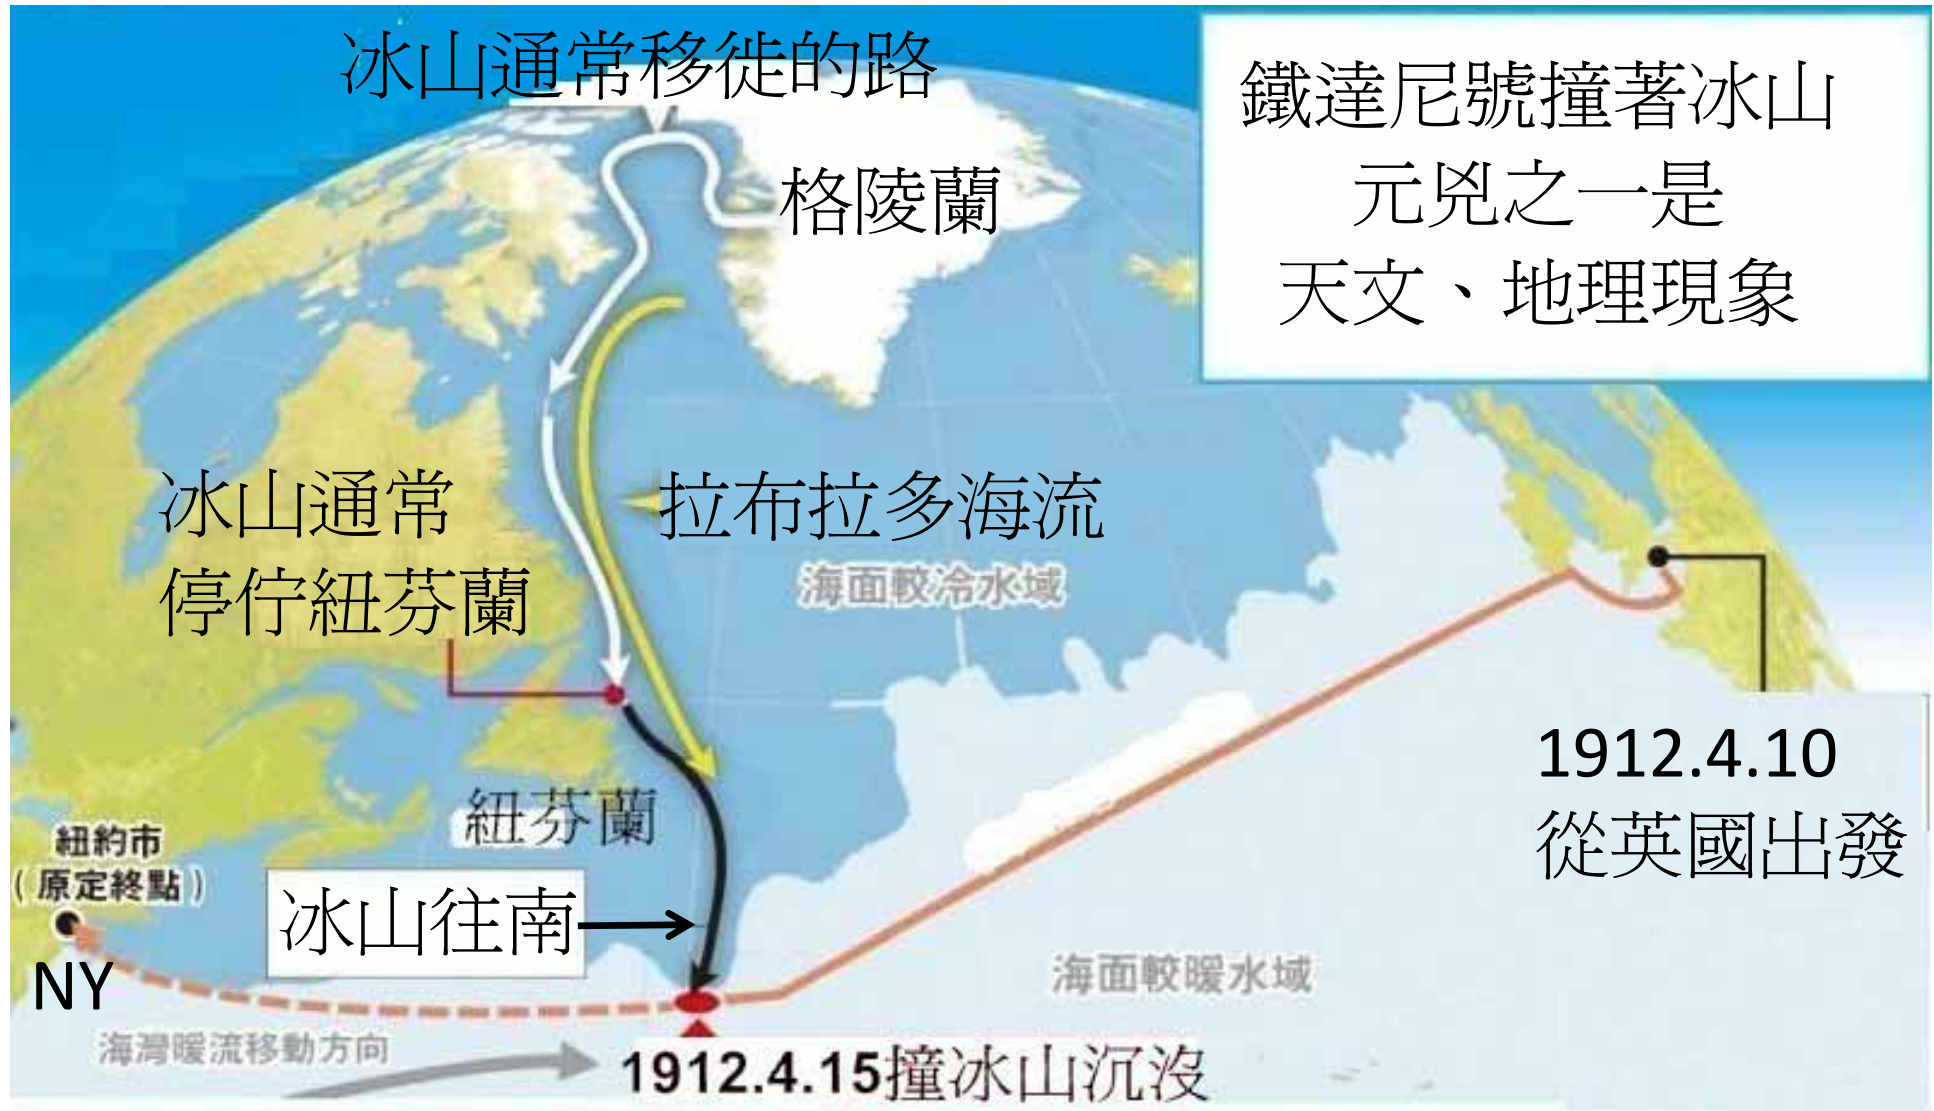 冰山通常移徙的路
鐵達尼號撞著冰山
元兇之一是
天文、地理現象
格陵蘭
冰山通常
停佇紐芬蘭
拉布拉多海流
海面較冷水域
1912.4.10
從英國出發
紐芬蘭
紐約市
(原定終點)
NY
冰山往南
海面較暖水域
海灣暖流移動方向
1912.4.15撞冰山沉沒